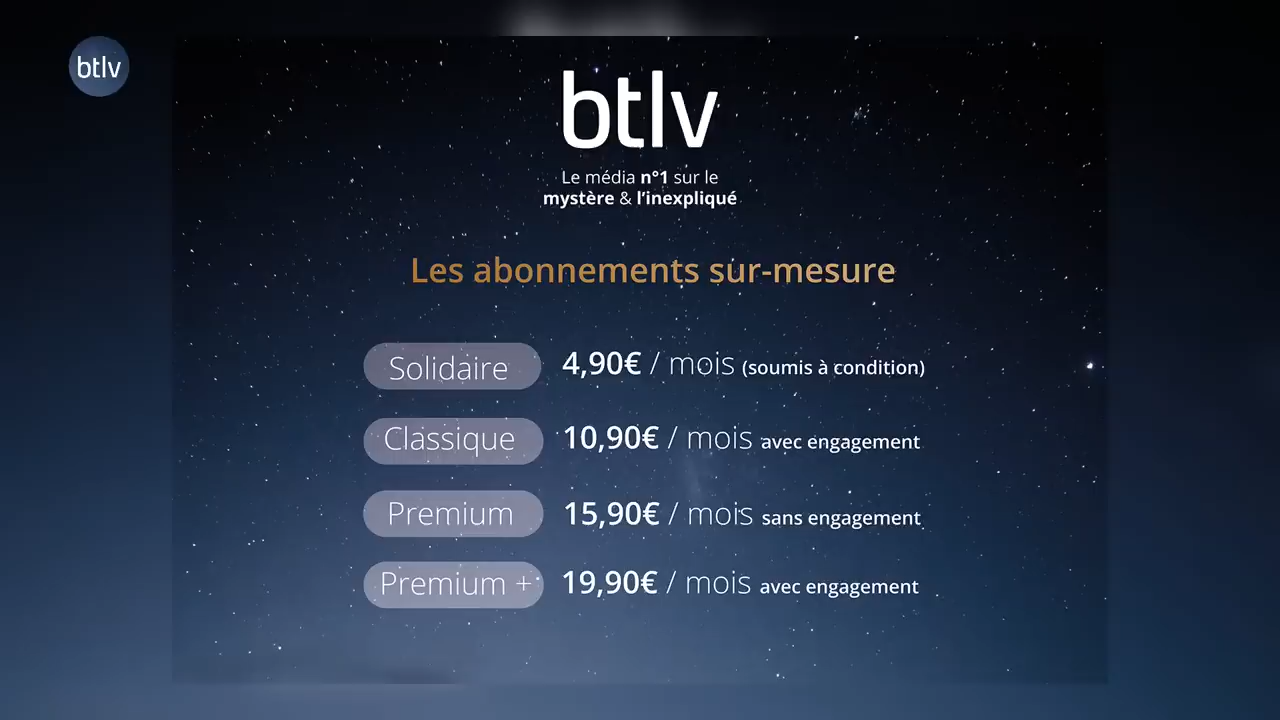 btlv
btlv
Le média n°1 sur le
mystère & l'inexpliqué
Les abonnements sur-mesure
Solidaire 4,90€ / mois (soumis à condition)
Classique 10,90€ / mois avec engagement
Premium 15,90€ / mois sans engagement
Premium + 19,90€ / mois avec engagement